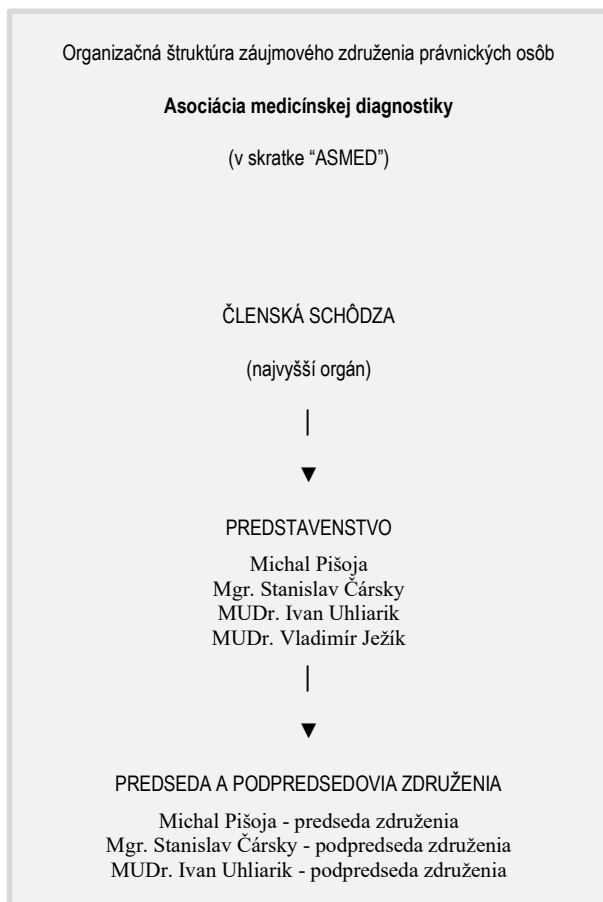 Organizačná štruktúra záujmového združenia právnických osôb
Asociácia medicínskej diagnostiky
(v skratke “ASMED”)
ČLENSKÁ SCHÔDZA
(najvyšší orgán)
PREDSTAVENSTVO
Michal Pišoja
Mgr. Stanislav Čársky
MUDr. Ivan Uhliarik
MUDr. Vladimír Ježík
PREDSEDA A PODPREDSEDOVIA ZDRUŽENIA
Michal Pišoja - predseda združenia
Mgr. Stanislav Čársky - podpredseda združenia
MUDr. Ivan Uhliarik - podpredseda združenia